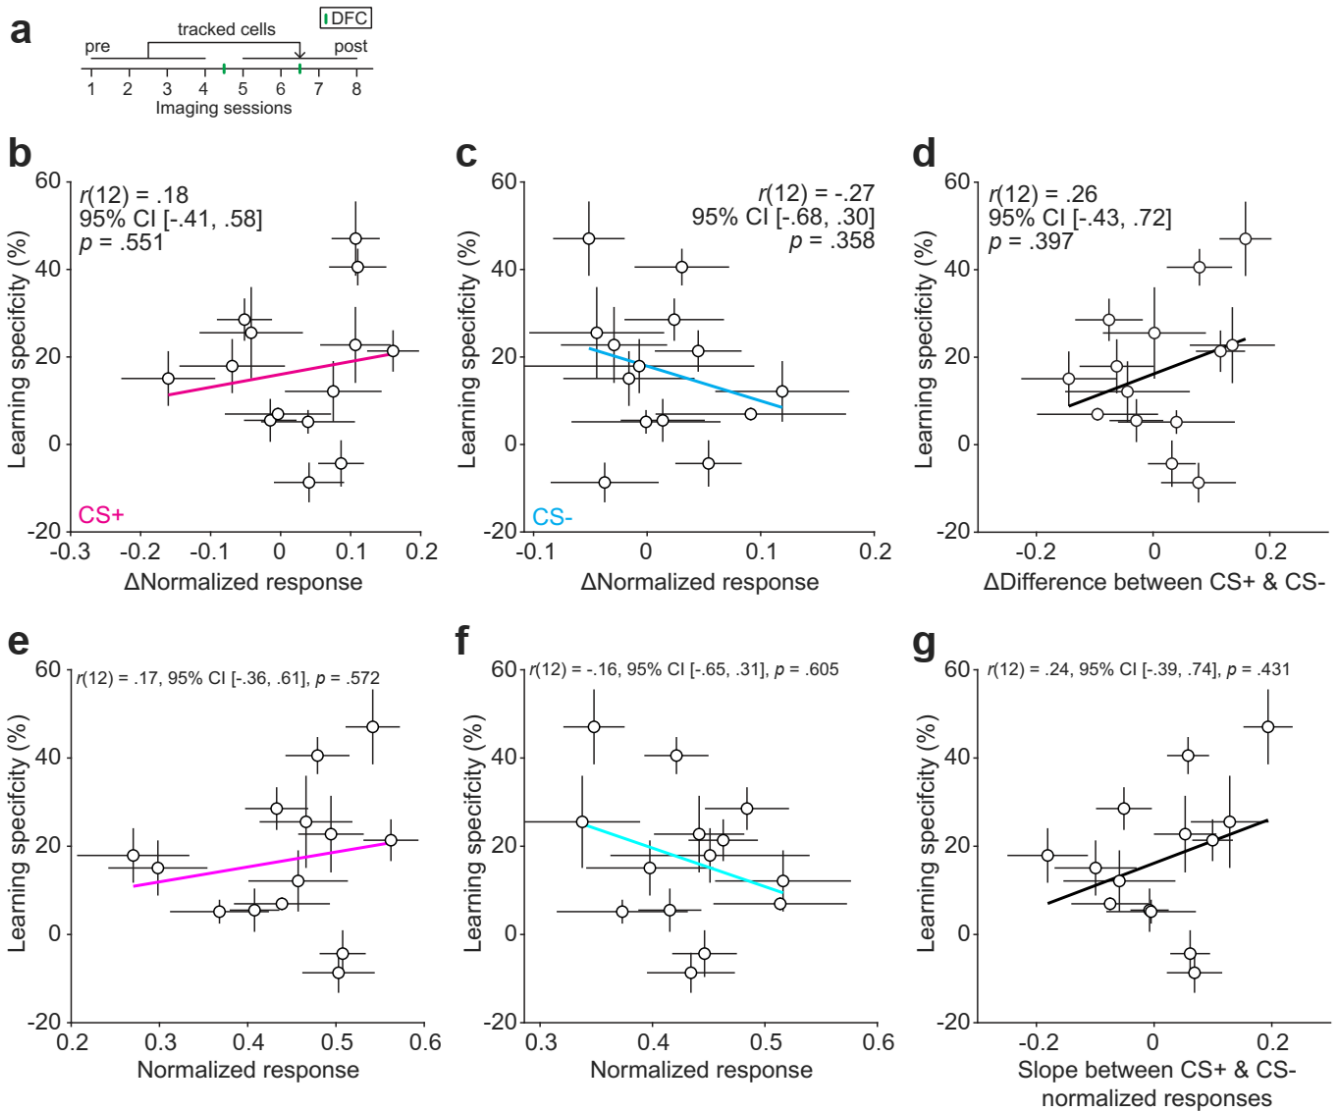 a
DFC
tracked cells
pre
post
1 2 3 4 5 6 7 8
Imaging sessions
b
r(12) = .18
95% CI [-.41, .58]
p = .551
Learning specifcity (%)
60
40
20
0
-20
CS+
-0.3 -0.2 -0.1 0 0.1 0.2
ΔNormalized response
c
r(12) = -.27
95% CI [-.68, .30]
p = .358
Learning specifcity (%)
60
40
20
0
-20
CS-
-0.1 0 0.1 0.2
ΔNormalized response
d
r(12) = .26
95% CI [-.43, .72]
p = .397
Learning specifcity (%)
60
40
20
0
-20
-0.2 0 0.2
ΔDifference between CS+ & CS-
e
r(12) = .17, 95% CI [-.36, .61], p = .572
Learning specifcity (%)
60
40
20
0
-20
0.2 0.3 0.4 0.5 0.6
Normalized response
f
r(12) = -.16, 95% CI [-.65, .31], p = .605
Learning specifcity (%)
60
40
20
0
-20
0.3 0.4 0.5 0.6
Normalized response
g
r(12) = .24, 95% CI [-.39, .74], p = .431
Learning specifcity (%)
60
40
20
0
-20
-0.2 0 0.2
Slope between CS+ & CS-
normalized responses